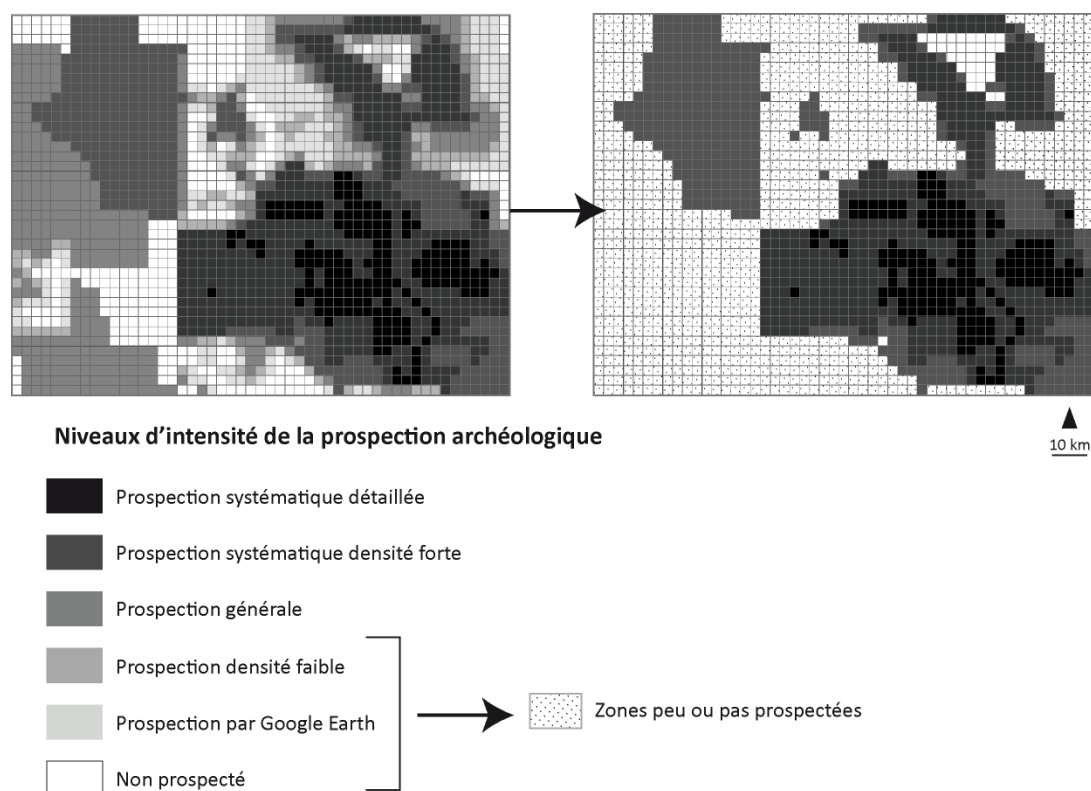 10 km
Niveaux d’intensité de la prospection archéologique
Prospection systématique détaillée
Prospection systématique densité forte
Prospection générale
Prospection densité faible
Prospection par Google Earth
Non prospecté
Zones peu ou pas prospectées